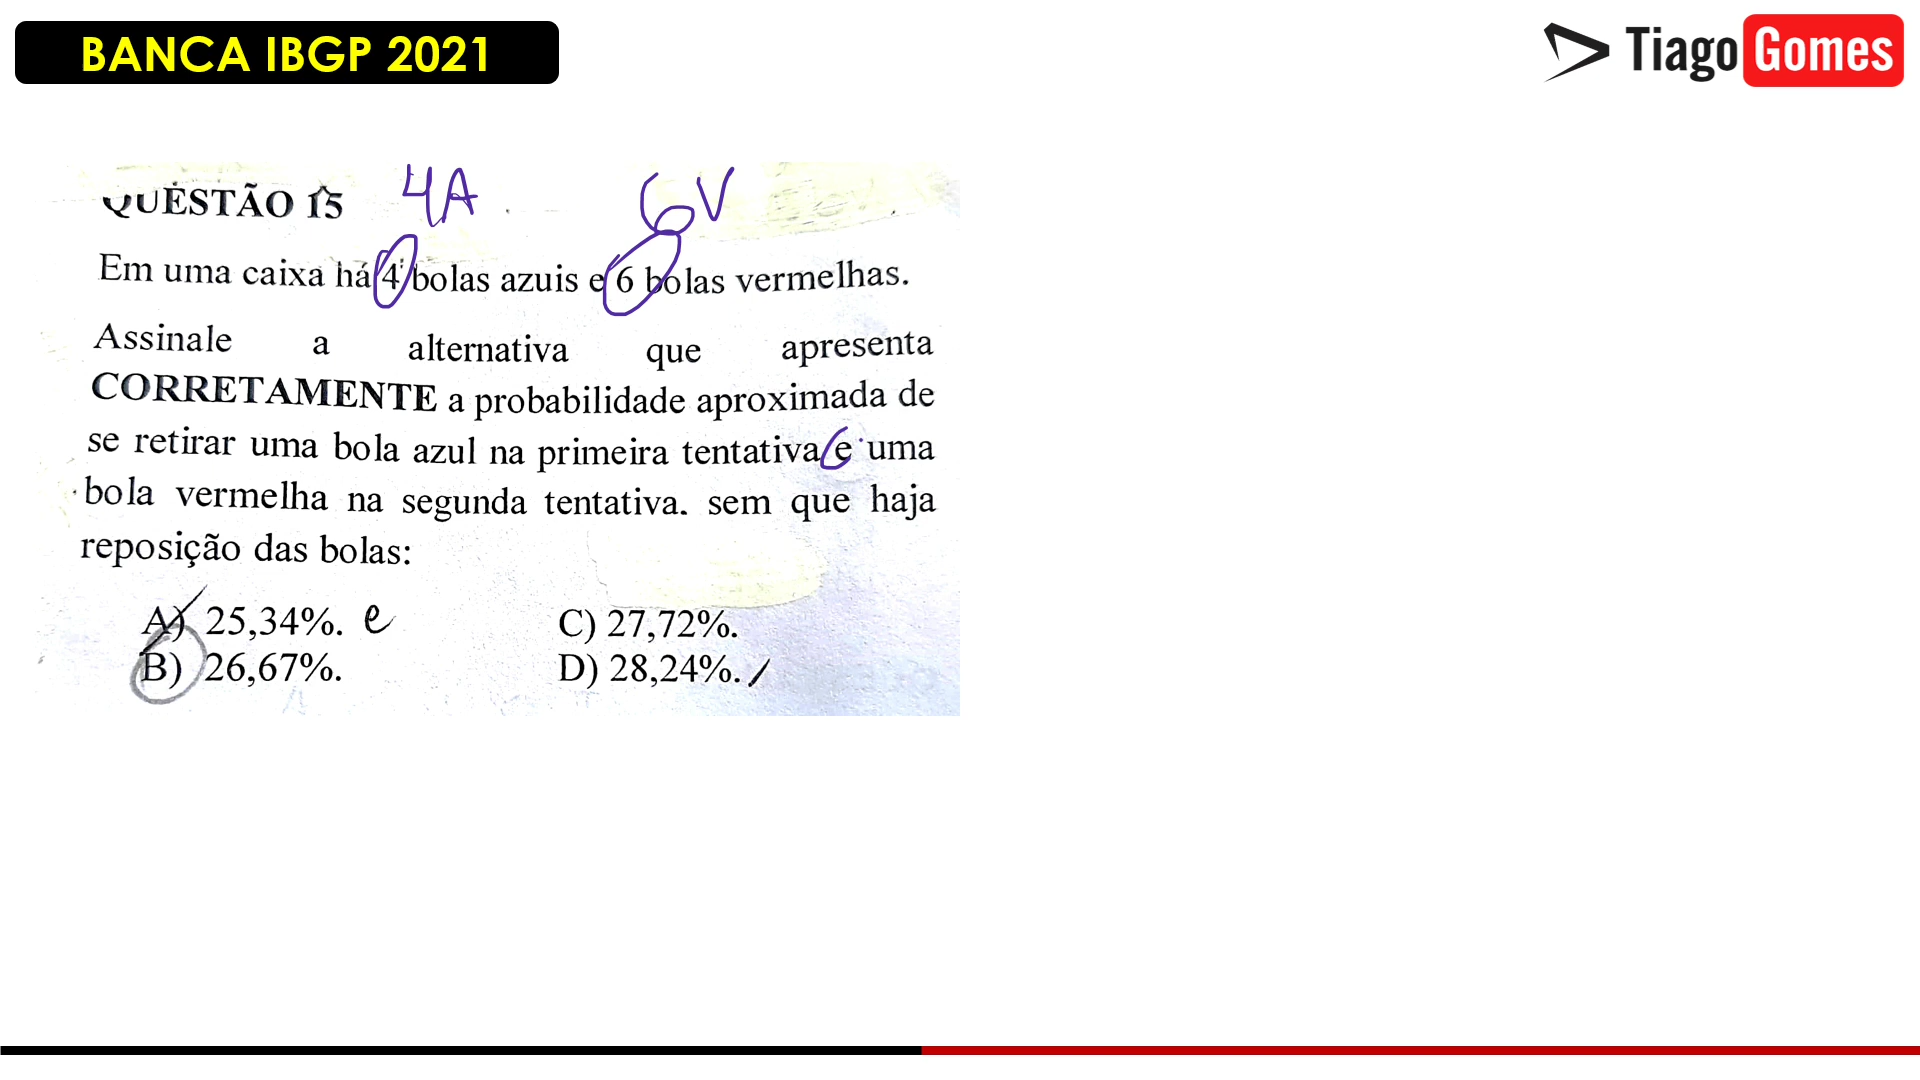 BANCA IBGP 2021
Tiago Gomes
QUESTÃO 15
4A
6V
Em uma caixa há 4 bolas azuis e 6 bolas vermelhas.
Assinale a alternativa que apresenta
CORRETAMENTE a probabilidade aproximada de
se retirar uma bola azul na primeira tentativa e uma
bola vermelha na segunda tentativa. sem que haja
reposição das bolas:
A) 25,34%. e
B) 26,67%.
C) 27,72%.
D) 28,24%.